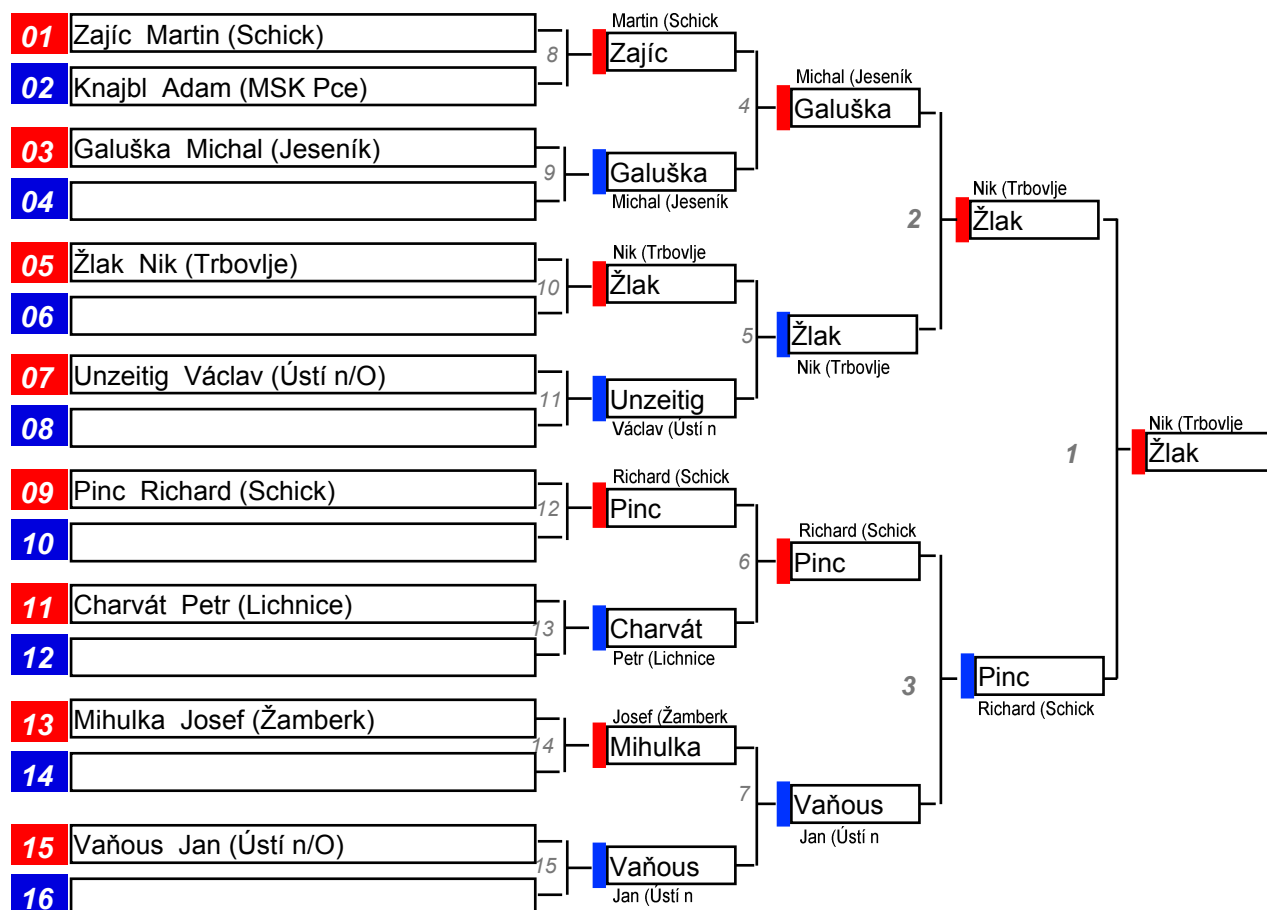 01 Zajíc  Martin (Schick)
02 Knajbl  Adam (MSK Pce)
03 Galuška  Michal (Jeseník)
04
05 Žlak  Nik (Trbovlje)
06
07 Unzeitig  Václav (Ústí n/O)
08
09 Pinc  Richard (Schick)
10
11 Charvát  Petr (Lichnice)
12
13 Mihulka  Josef (Žamberk)
14
15 Vaňous  Jan (Ústí n/O)
16
8
9
10
11
12
13
14
15
Martin (Schick
Zajíc
Galuška
Michal (Jeseník
Nik (Trbovlje
Žlak
Unzeitig
Václav (Ústí n
Richard (Schick
Pinc
Charvát
Petr (Lichnice
Josef (Žamberk
Mihulka
Vaňous
Jan (Ústí n
4
5
6
7
Michal (Jeseník
Galuška
Žlak
Nik (Trbovlje
Richard (Schick
Pinc
Vaňous
Jan (Ústí n
2
3
Nik (Trbovlje
Žlak
Pinc
Richard (Schick
1
Nik (Trbovlje
Žlak